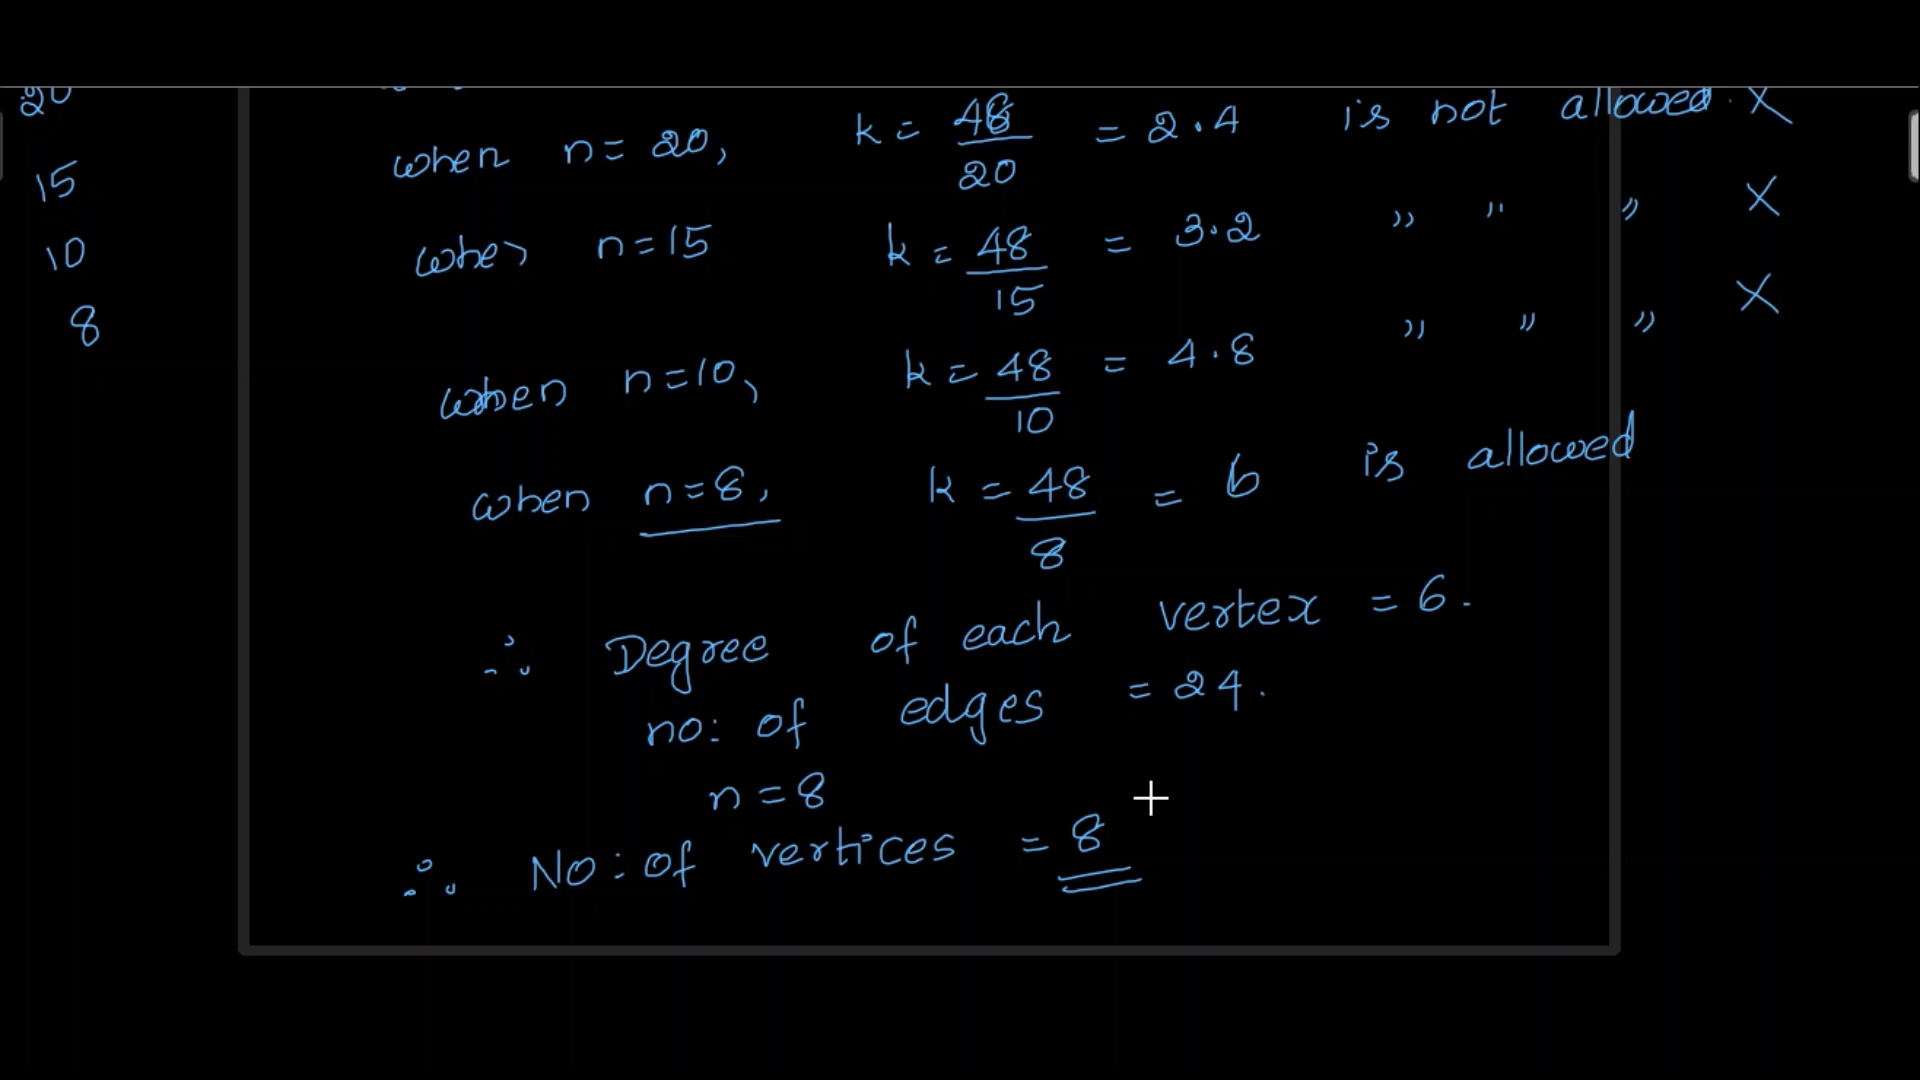 20
15
10
8
when n = 20, k = 48/20 = 2.4 is not allowed. X
when n = 15 k = 48/15 = 3.2 " " " X
when n = 10, k = 48/10 = 4.8 " " " X
when n = 8, k = 48/8 = 6 is allowed
∴ Degree of each vertex = 6.
no: of edges = 24.
n = 8
∴ No: of vertices = 8